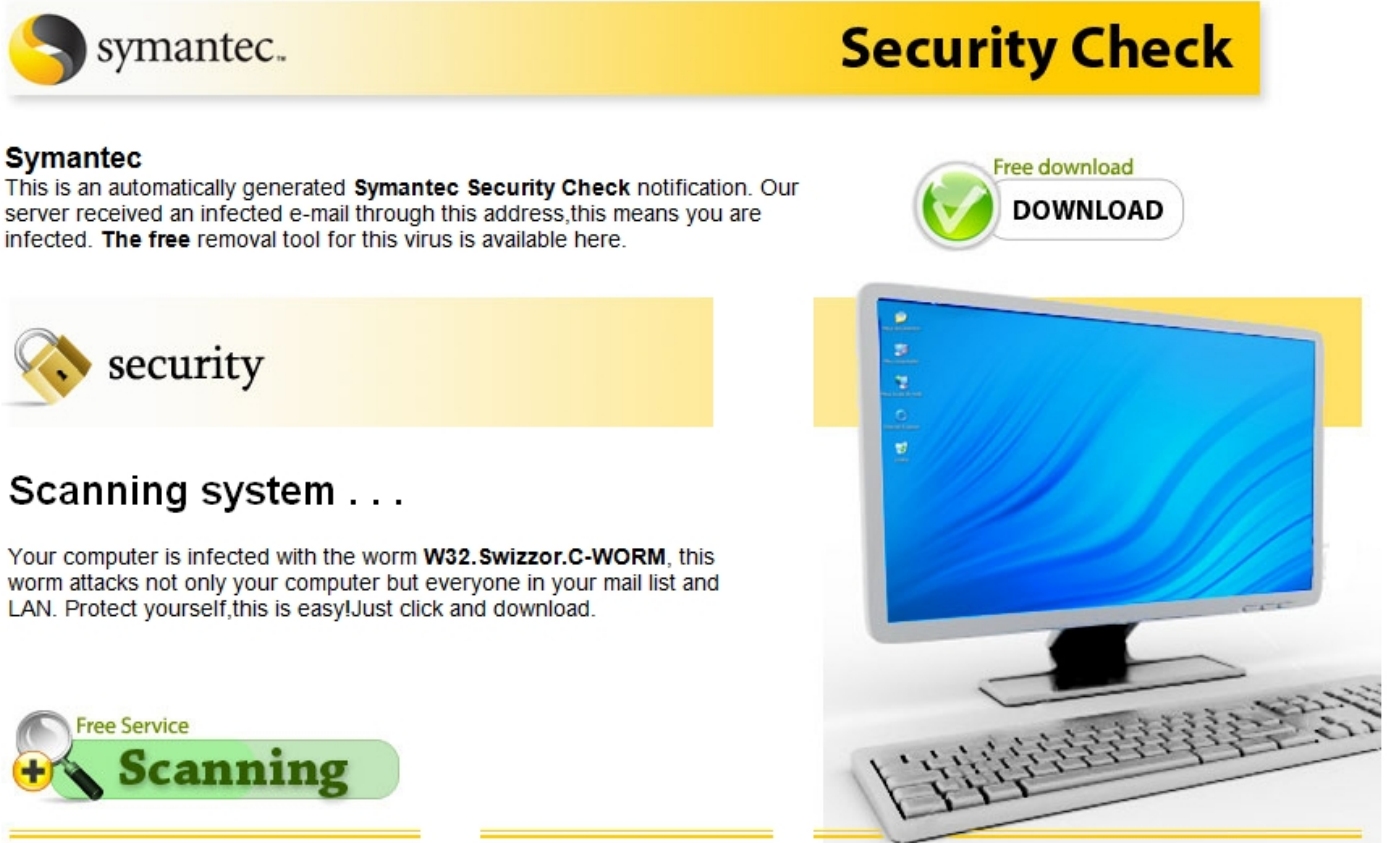 symantec.™
Security Check
Symantec
This is an automatically generated Symantec Security Check notification. Our
server received an infected e-mail through this address,this means you are
infected. The free removal tool for this virus is available here.
Free download
DOWNLOAD
security
Scanning system . . .
Your computer is infected with the worm W32.Swizzor.C-WORM, this
worm attacks not only your computer but everyone in your mail list and
LAN. Protect yourself,this is easy!Just click and download.
Free Service
Scanning